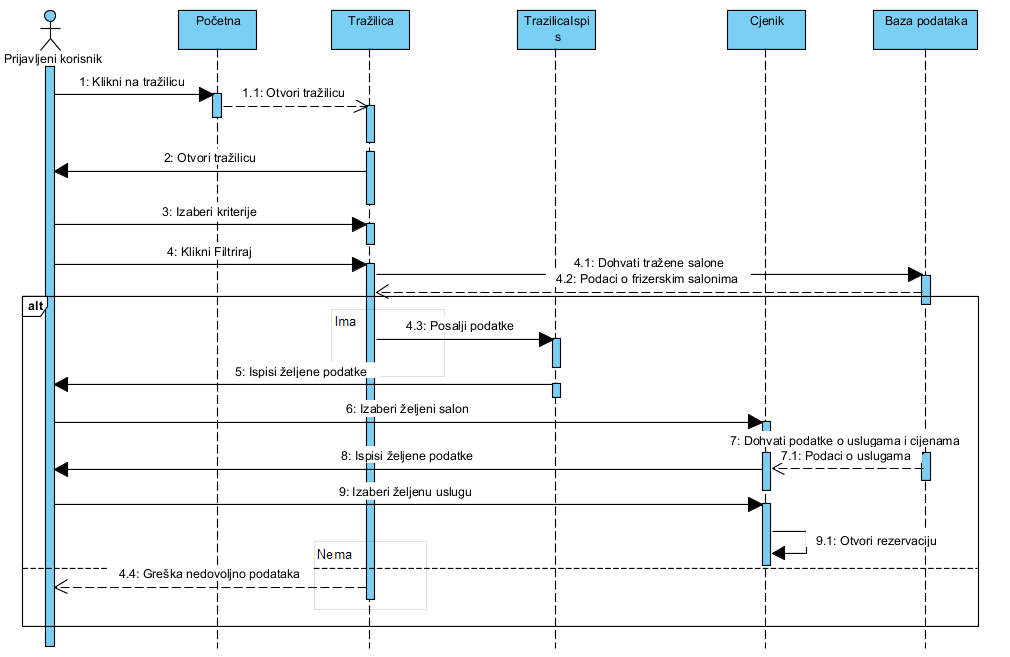 Početna
Tražilica
TrazilicaIspi
s
Cjenik
Baza podataka
Prijavljeni korisnik
1: Klikni na tražilicu
1.1: Otvori tražilicu
2: Otvori tražilicu
3: Izaberi kriterije
4: Klikni Filtriraj
4.1: Dohvati tražene salone
4.2: Podaci o frizerskim salonima
alt
Ima
4.3: Posalji podatke
5: Ispisi željene podatke
6: Izaberi željeni salon
7: Dohvati podatke o uslugama i cijenama
7.1: Podaci o uslugama
8: Ispisi željene podatke
9: Izaberi željenu uslugu
9.1: Otvori rezervaciju
Nema
4.4: Greška nedovoljno podataka